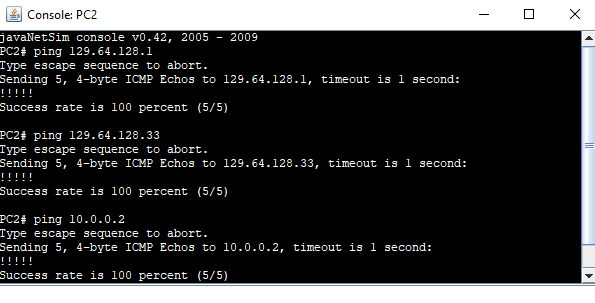 Console: PC2
javaNetSim console v0.42, 2005 - 2009
PC2# ping 129.64.128.1
Type escape sequence to abort.
Sending 5, 4-byte ICMP Echos to 129.64.128.1, timeout is 1 second:
!!!!!
Success rate is 100 percent (5/5)
PC2# ping 129.64.128.33
Type escape sequence to abort.
Sending 5, 4-byte ICMP Echos to 129.64.128.33, timeout is 1 second:
!!!!!
Success rate is 100 percent (5/5)
PC2# ping 10.0.0.2
Type escape sequence to abort.
Sending 5, 4-byte ICMP Echos to 10.0.0.2, timeout is 1 second:
!!!!!
Success rate is 100 percent (5/5)